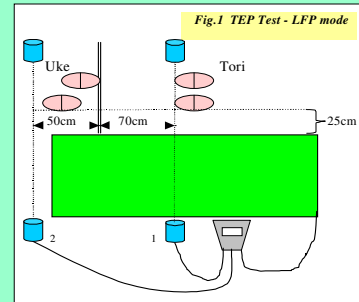 Fig.1 TEP Test - LFP mode
Uke
Tori
50cm
70cm
25cm
2
1